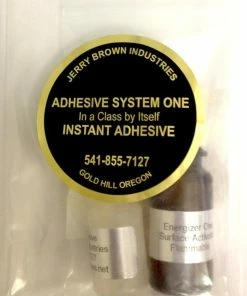 JERRY BROWN INDUSTRIES
ADHESIVE SYSTEM ONE
In a Class by Itself
INSTANT ADHESIVE
541-855-7127
GOLD HILL OREGON
Energizer One
Surface
Flammable